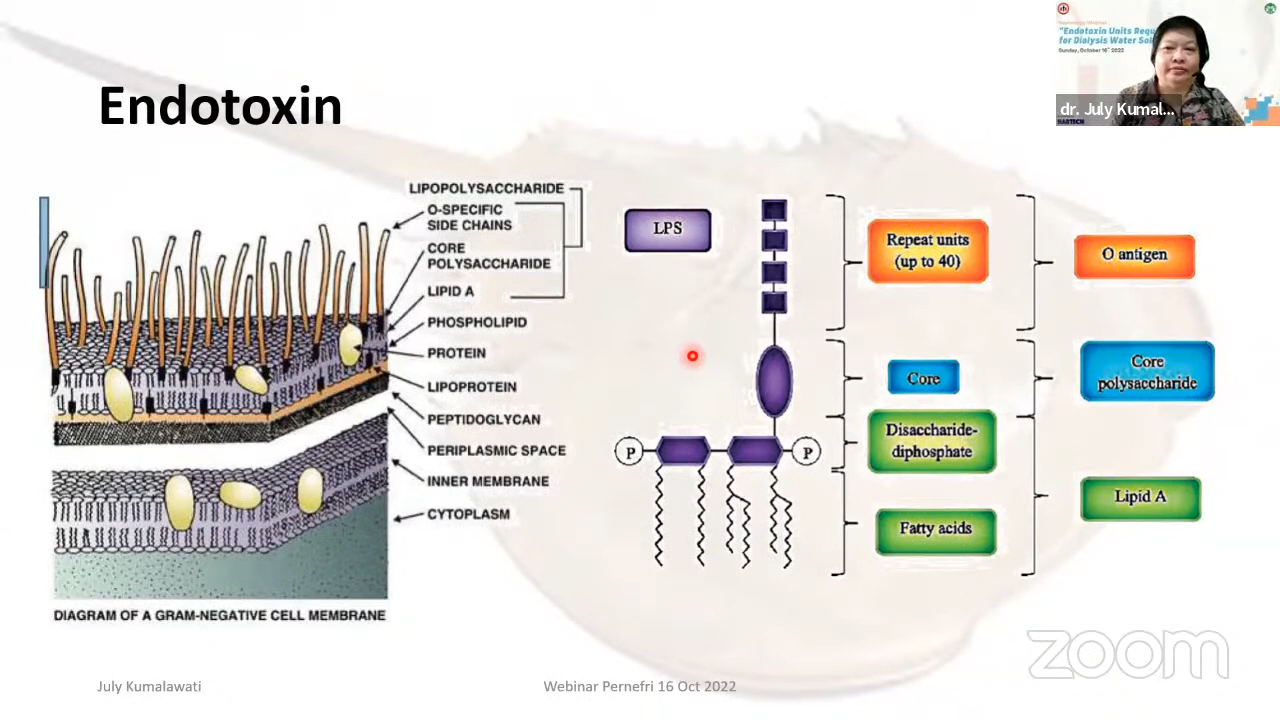 Endotoxin
"Endotoxin Units Requ
for Dialysis Water Sol
Sunday, October 16th 2022
dr. July Kumal...
LIPOPOLYSACCHARIDE
O-SPECIFIC
SIDE CHAINS
CORE
POLYSACCHARIDE
LIPID A
PHOSPHOLIPID
PROTEIN
LIPOPROTEIN
PEPTIDOGLYCAN
PERIPLASMIC SPACE
INNER MEMBRANE
CYTOPLASM
DIAGRAM OF A GRAM-NEGATIVE CELL MEMBRANE
LPS
P
P
Repeat units
(up to 40)
Core
Disaccharide-
diphosphate
Fatty acids
O antigen
Core
polysaccharide
Lipid A
zoom
July Kumalawati
Webinar Pernefri 16 Oct 2022